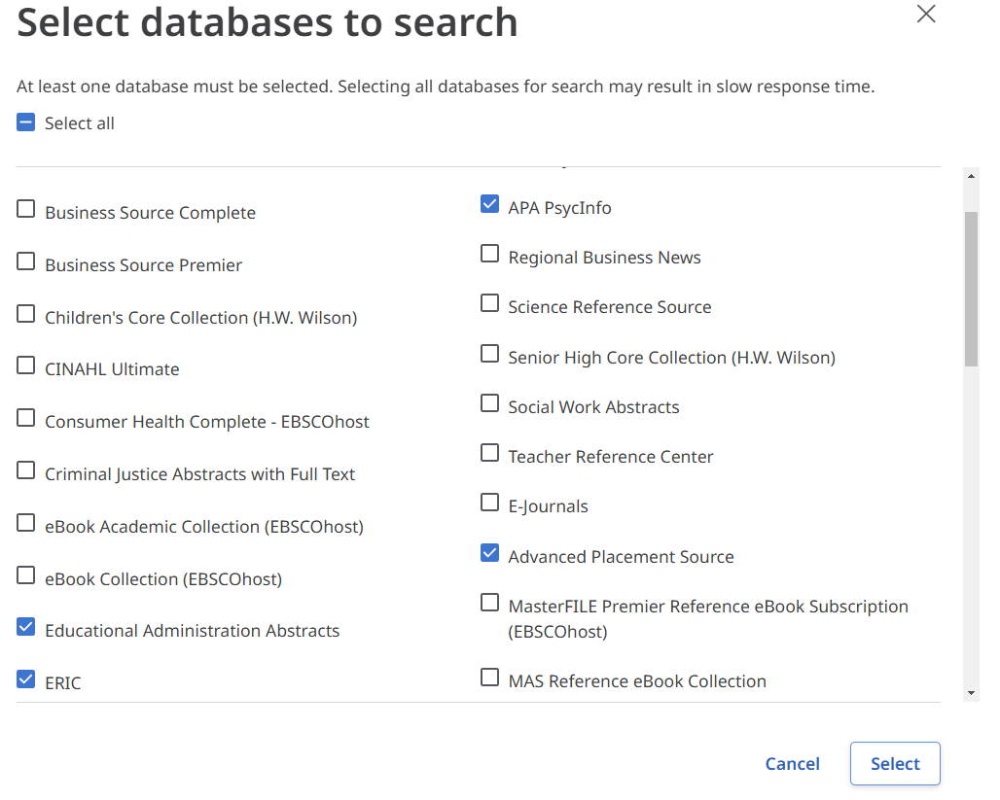 Select databases to search
At least one database must be selected. Selecting all databases for search may result in slow response time.
Select all
Business Source Complete
Business Source Premier
Children's Core Collection (H.W. Wilson)
CINAHL Ultimate
Consumer Health Complete - EBSCOhost
Criminal Justice Abstracts with Full Text
eBook Academic Collection (EBSCOhost)
eBook Collection (EBSCOhost)
Educational Administration Abstracts
ERIC
APA PsycInfo
Regional Business News
Science Reference Source
Senior High Core Collection (H.W. Wilson)
Social Work Abstracts
Teacher Reference Center
E-Journals
Advanced Placement Source
MasterFILE Premier Reference eBook Subscription
(EBSCOhost)
MAS Reference eBook Collection
Cancel
Select